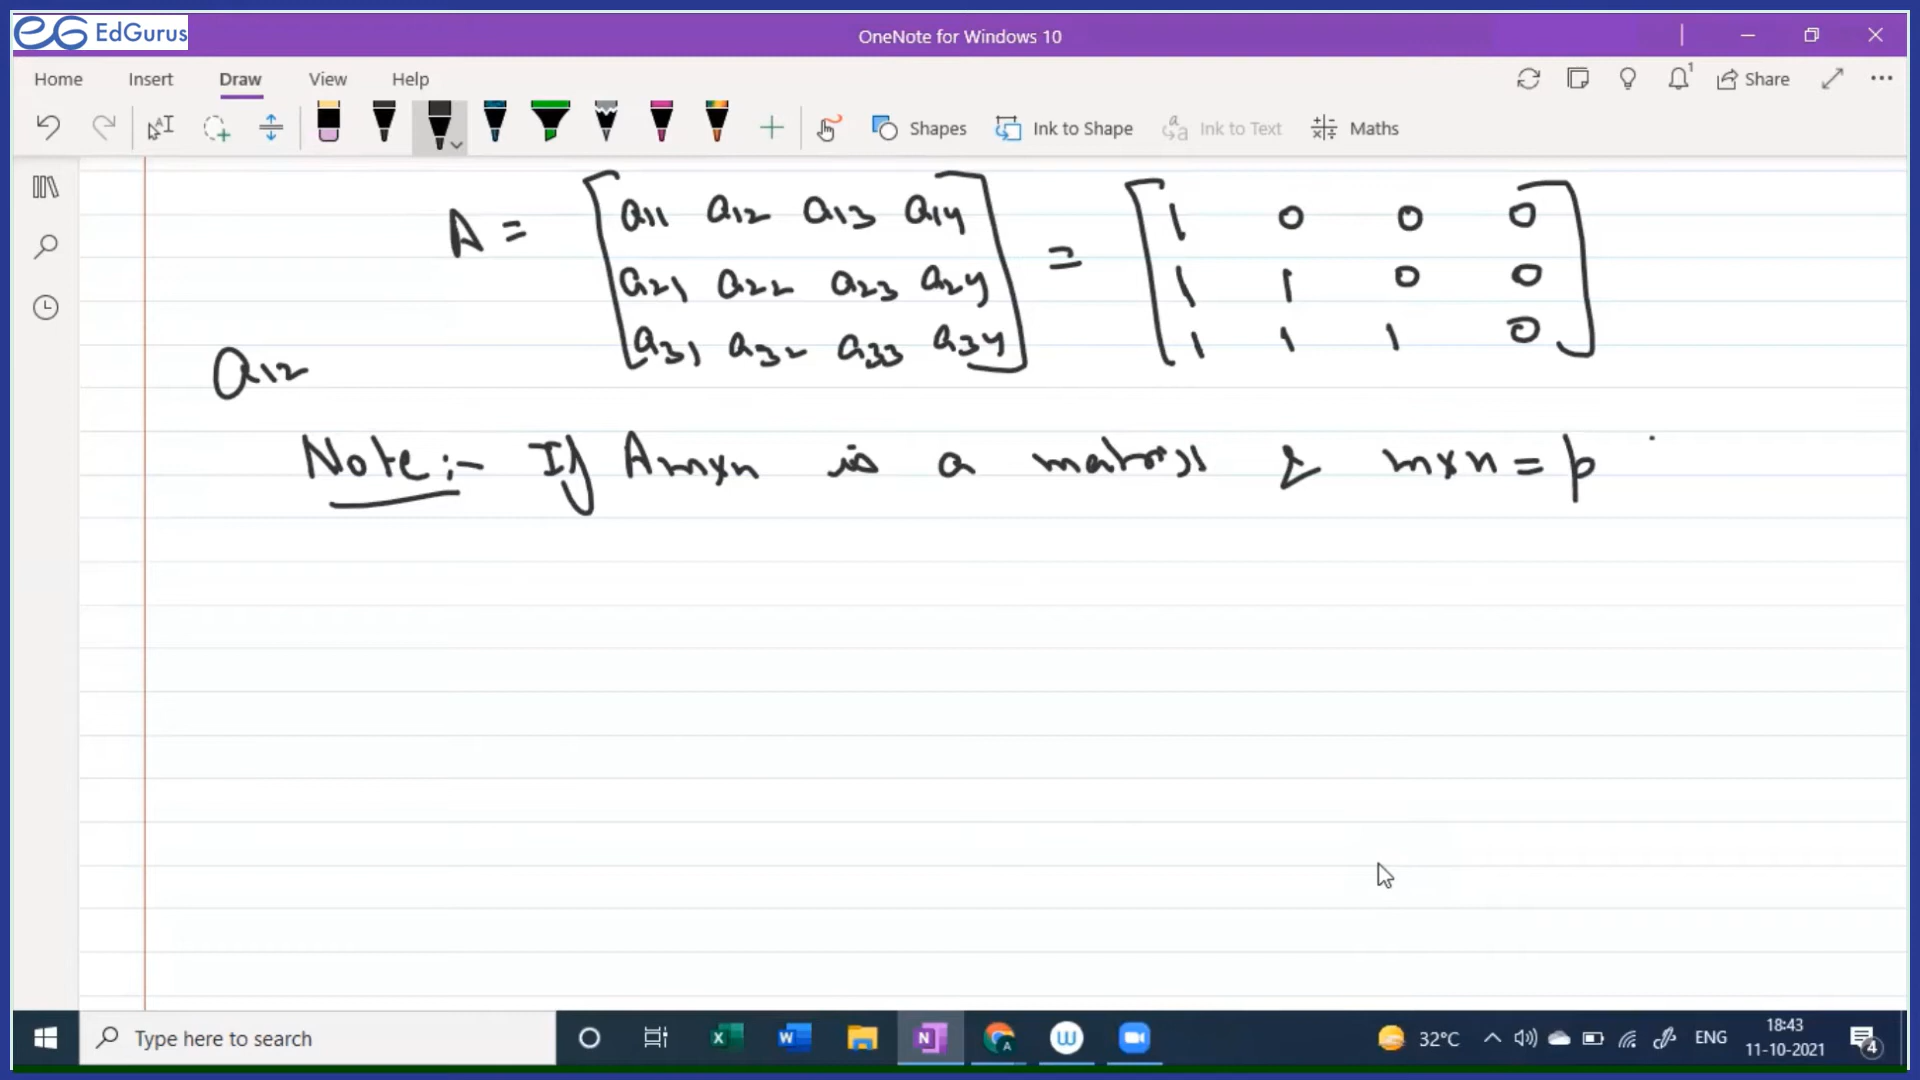 EdGurus
OneNote for Windows 10
Home Insert Draw View Help Share
Shapes Ink to Shape Ink to Text Maths
A = [ a11 a12 a13 a14 ] = [ 1 0 0 0 ]
[ a21 a22 a23 a24 ] [ 1 1 0 0 ]
[ a31 a32 a33 a34 ] [ 1 1 1 0 ]
a12
Note:- If Amxn is a matrix & mxn = p
Type here to search 32°C ENG 18:43
11-10-2021 4